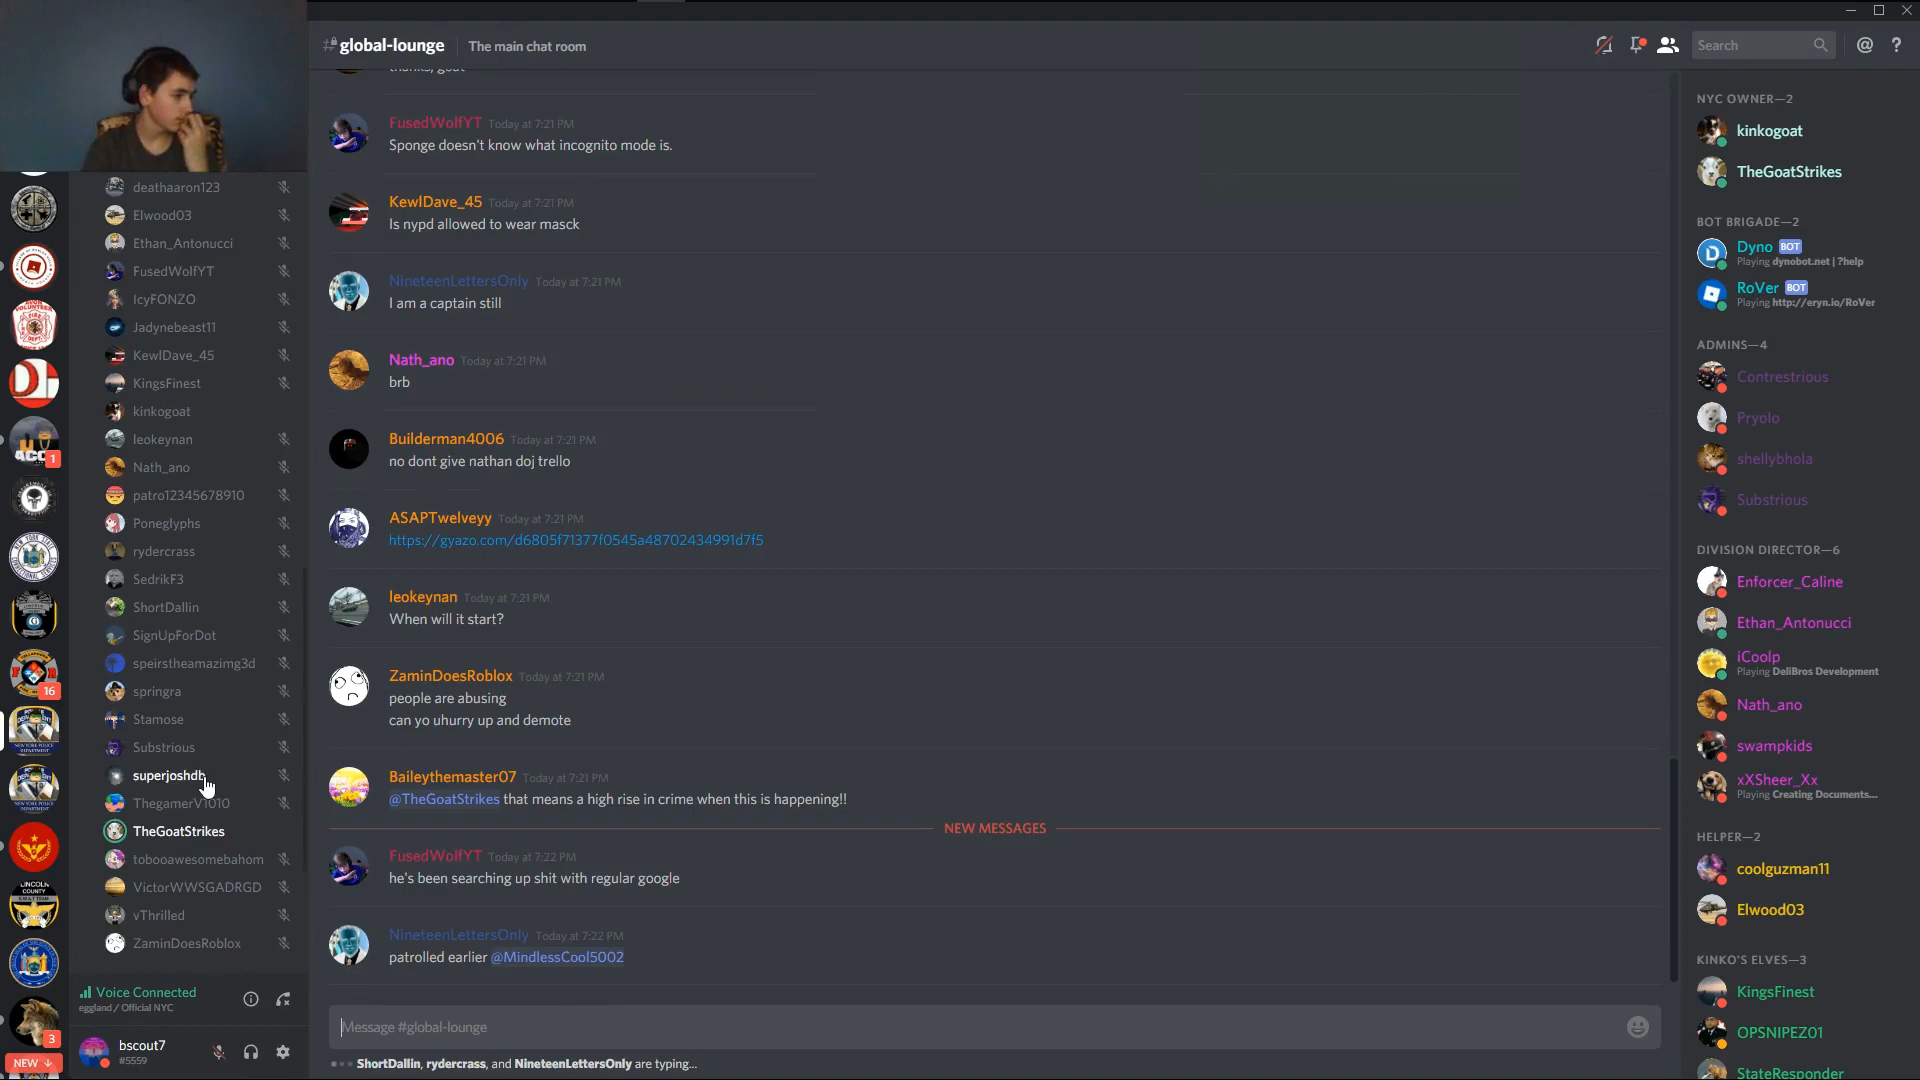 global-lounge
The main chat room
Search
thanks, goat
FusedWolfYT Today at 7:21 PM
Sponge doesn't know what incognito mode is.
KewlDave_45 Today at 7:21 PM
Is nypd allowed to wear masck
NineteenLettersOnly Today at 7:21 PM
I am a captain still
Nath_ano Today at 7:21 PM
brb
Builderman4006 Today at 7:21 PM
no dont give nathan doj trello
ASAPTwelveyy Today at 7:21 PM
https://gyazo.com/d6805f71377f0545a48702434991d7f5
leokeynan Today at 7:21 PM
When will it start?
ZaminDoesRoblox Today at 7:21 PM
people are abusing
can yo uhurry up and demote
Baileythemaster07 Today at 7:21 PM
@TheGoatStrikes that means a high rise in crime when this is happening!!
NEW MESSAGES
FusedWolfYT Today at 7:22 PM
he's been searching up shit with regular google
NineteenLettersOnly Today at 7:22 PM
patrolled earlier @MindlessCool5002
Message #global-lounge
ShortDallin, rydercrass, and NineteenLettersOnly are typing...
deathaaron123
Elwood03
Ethan_Antonucci
FusedWolfYT
IcyFONZO
Jadynebeast11
KewlDave_45
KingsFinest
kinkogoat
leokeynan
Nath_ano
patro12345678910
Poneglyphs
rydercrass
SedrikF3
ShortDallin
SignUpForDot
speirstheamazimg3d
springra
Stamose
Substrious
superjoshdb
ThegamerV1010
TheGoatStrikes
tobooawesomebahom
VictorWWSGADRGD
vThrilled
ZaminDoesRoblox
Voice Connected
eggland / Official NYC
bscout7
#5559
1
16
3
NEW
NYC OWNER—2
kinkogoat
TheGoatStrikes
BOT BRIGADE—2
Dyno BOT
Playing dynobot.net | ?help
RoVer BOT
Playing http://eryn.io/RoVer
ADMINS—4
Contrestrious
Pryolo
shellybhola
Substrious
DIVISION DIRECTOR—6
Enforcer_Caline
Ethan_Antonucci
iCoolp
Playing DeliBros Development
Nath_ano
swampkids
xXSheer_Xx
Playing Creating Documents...
HELPER—2
coolguzman11
Elwood03
KINKO'S ELVES—3
KingsFinest
OPSNIPEZ01
StateResponder